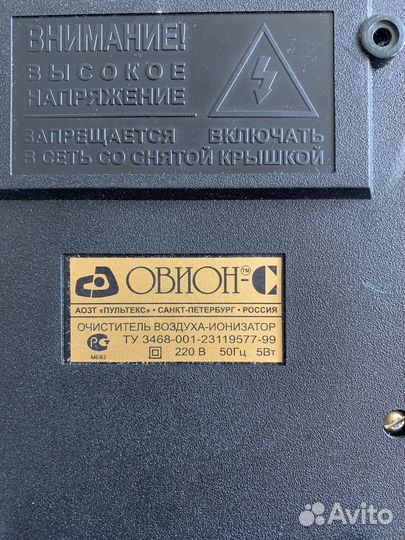 ВНИМАНИЕ!
ВЫСОКОЕ
НАПРЯЖЕНИЕ
ЗАПРЕЩАЕТСЯ ВКЛЮЧАТЬ
В СЕТЬ СО СНЯТОЙ КРЫШКОЙ
ОВИОН-С™
АОЗТ «ПУЛЬТЕКС» • САНКТ-ПЕТЕРБУРГ • РОССИЯ
ОЧИСТИТЕЛЬ ВОЗДУХА-ИОНИЗАТОР
ТУ 3468-001-23119577-99
220 В 50Гц 5Вт
Avito